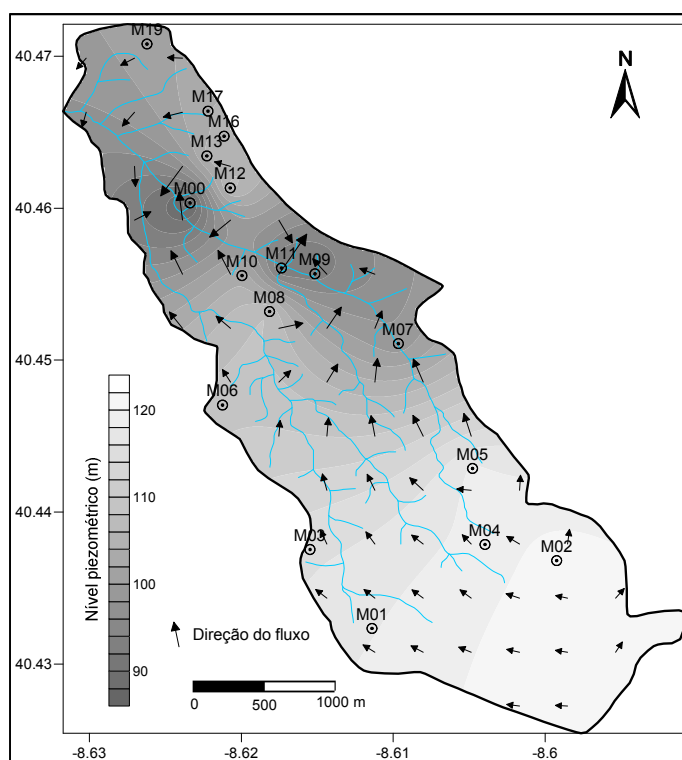 40.47
40.46
40.45
40.44
40.43
N
M19
M17
M16
M13
M12
M00
M11
M09
M10
M08
M07
M06
M05
M04
M03
M02
M01
Nível piezométrico (m)
120
110
100
90
Direção do fluxo
0 500 1000 m
-8.63 -8.62 -8.61 -8.6